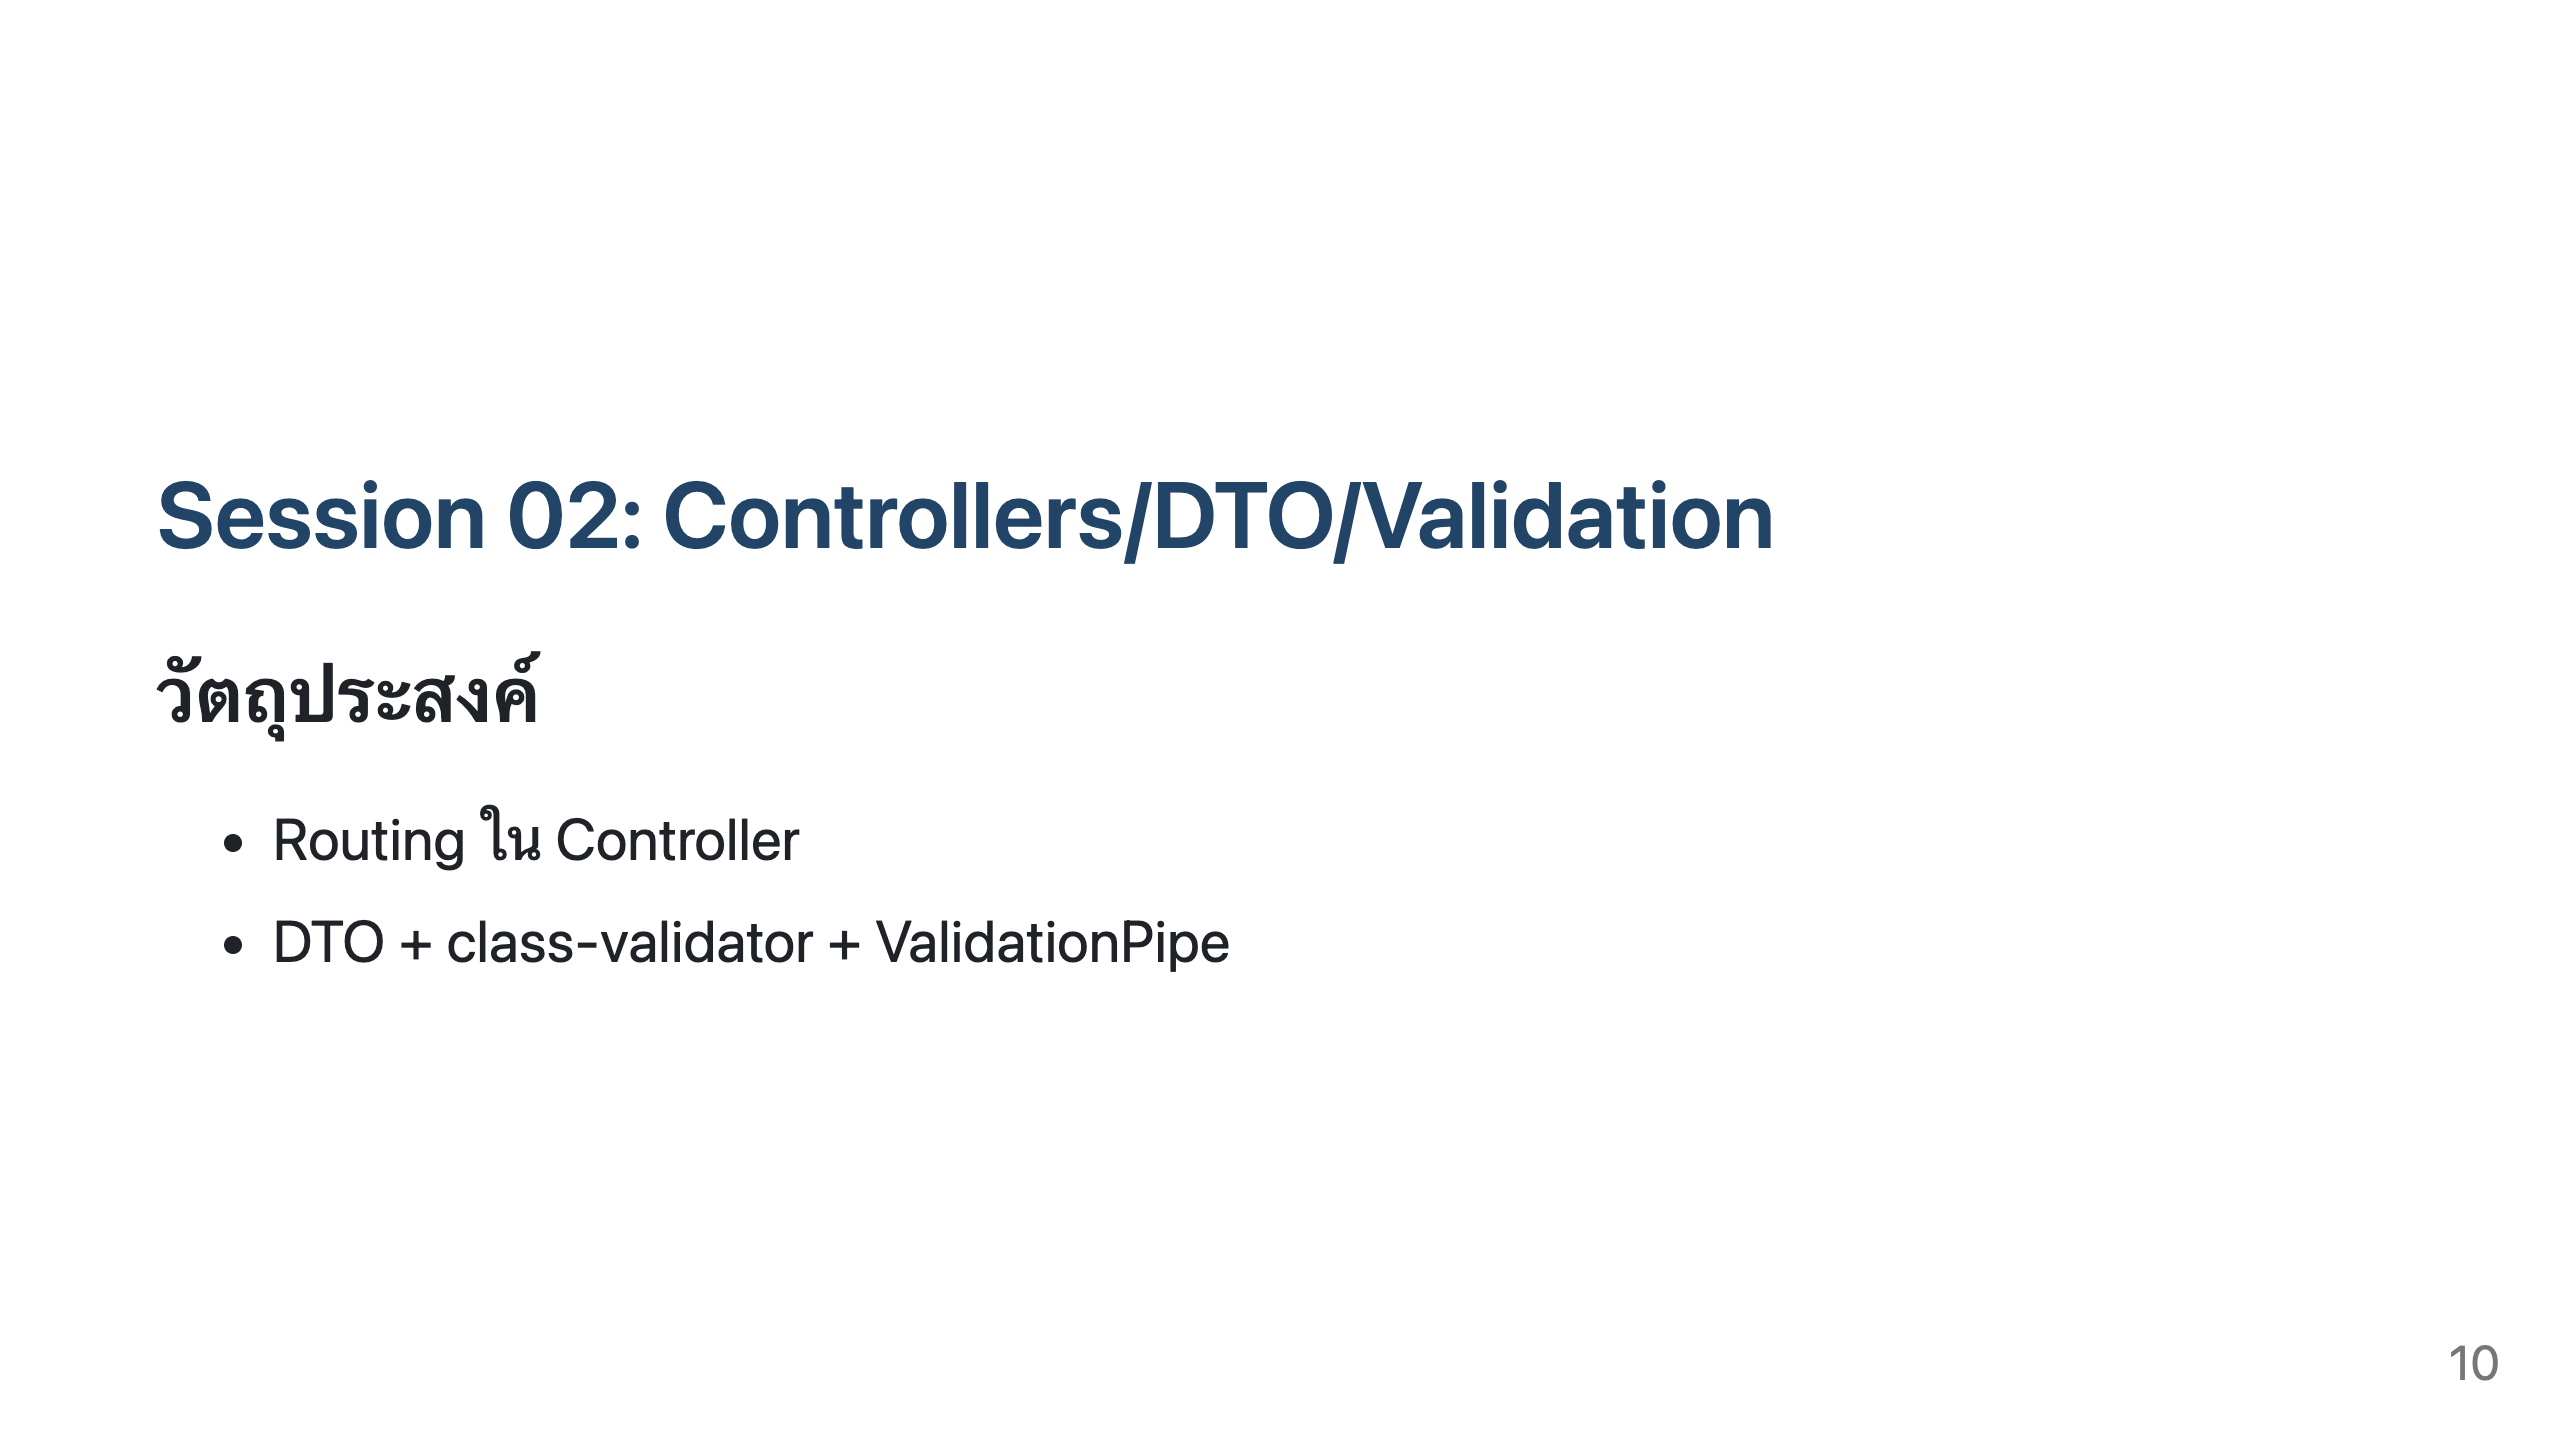 Session 02: Controllers/DTO/Validation
วัตถุประสงค์
• Routing ใน Controller
• DTO + class-validator + ValidationPipe
10